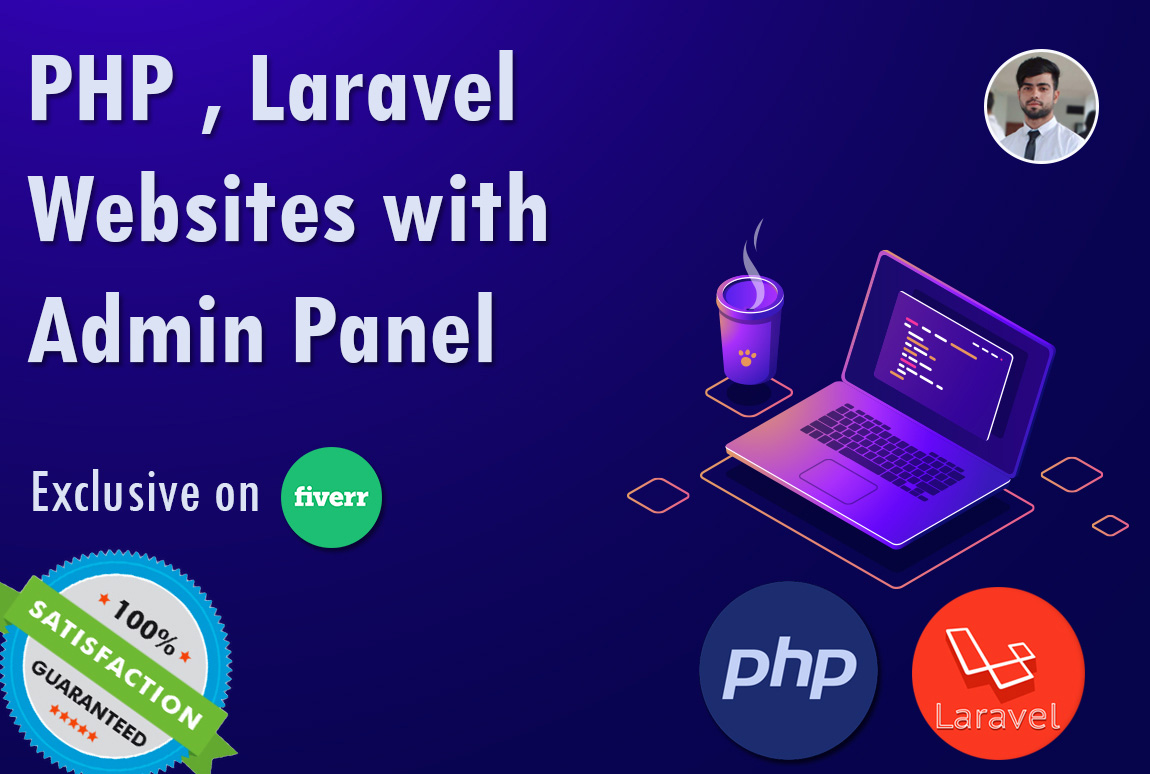 PHP , Laravel
Websites with
Admin Panel
Exclusive on
fiverr
100%
SATISFACTION
GUARANTEED
php
Laravel